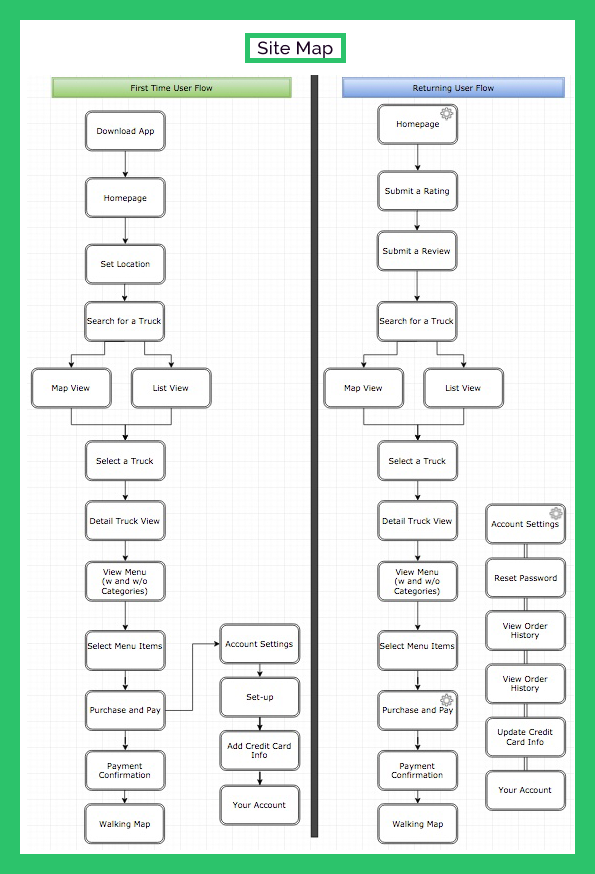 Site Map
First Time User Flow
Download App
Homepage
Set Location
Search for a Truck
Map View
List View
Select a Truck
Detail Truck View
View Menu
(w and w/o
Categories)
Select Menu Items
Purchase and Pay
Payment
Confirmation
Walking Map
Account Settings
Set-up
Add Credit Card
Info
Your Account
Returning User Flow
Homepage
Submit a Rating
Submit a Review
Search for a Truck
Map View
List View
Select a Truck
Detail Truck View
View Menu
(w and w/o
Categories)
Select Menu Items
Purchase and Pay
Payment
Confirmation
Walking Map
Account Settings
Reset Password
View Order
History
View Order
History
Update Credit
Card Info
Your Account